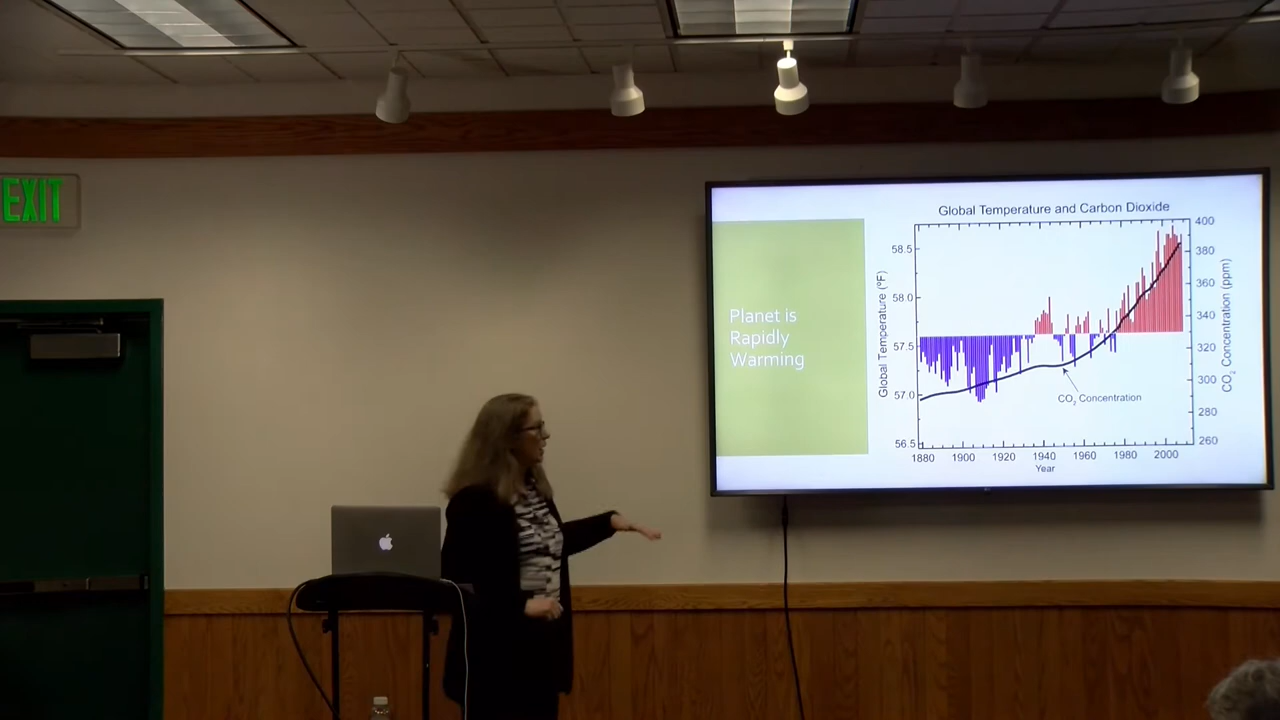 EXIT
Planet is
Rapidly
Warming
Global Temperature and Carbon Dioxide
Global Temperature (°F)
58.5
58.0
57.5
57.0
56.5
400
380
360
340
320
300
280
260
CO₂ Concentration (ppm)
CO₂ Concentration
1880 1900 1920 1940 1960 1980 2000
Year